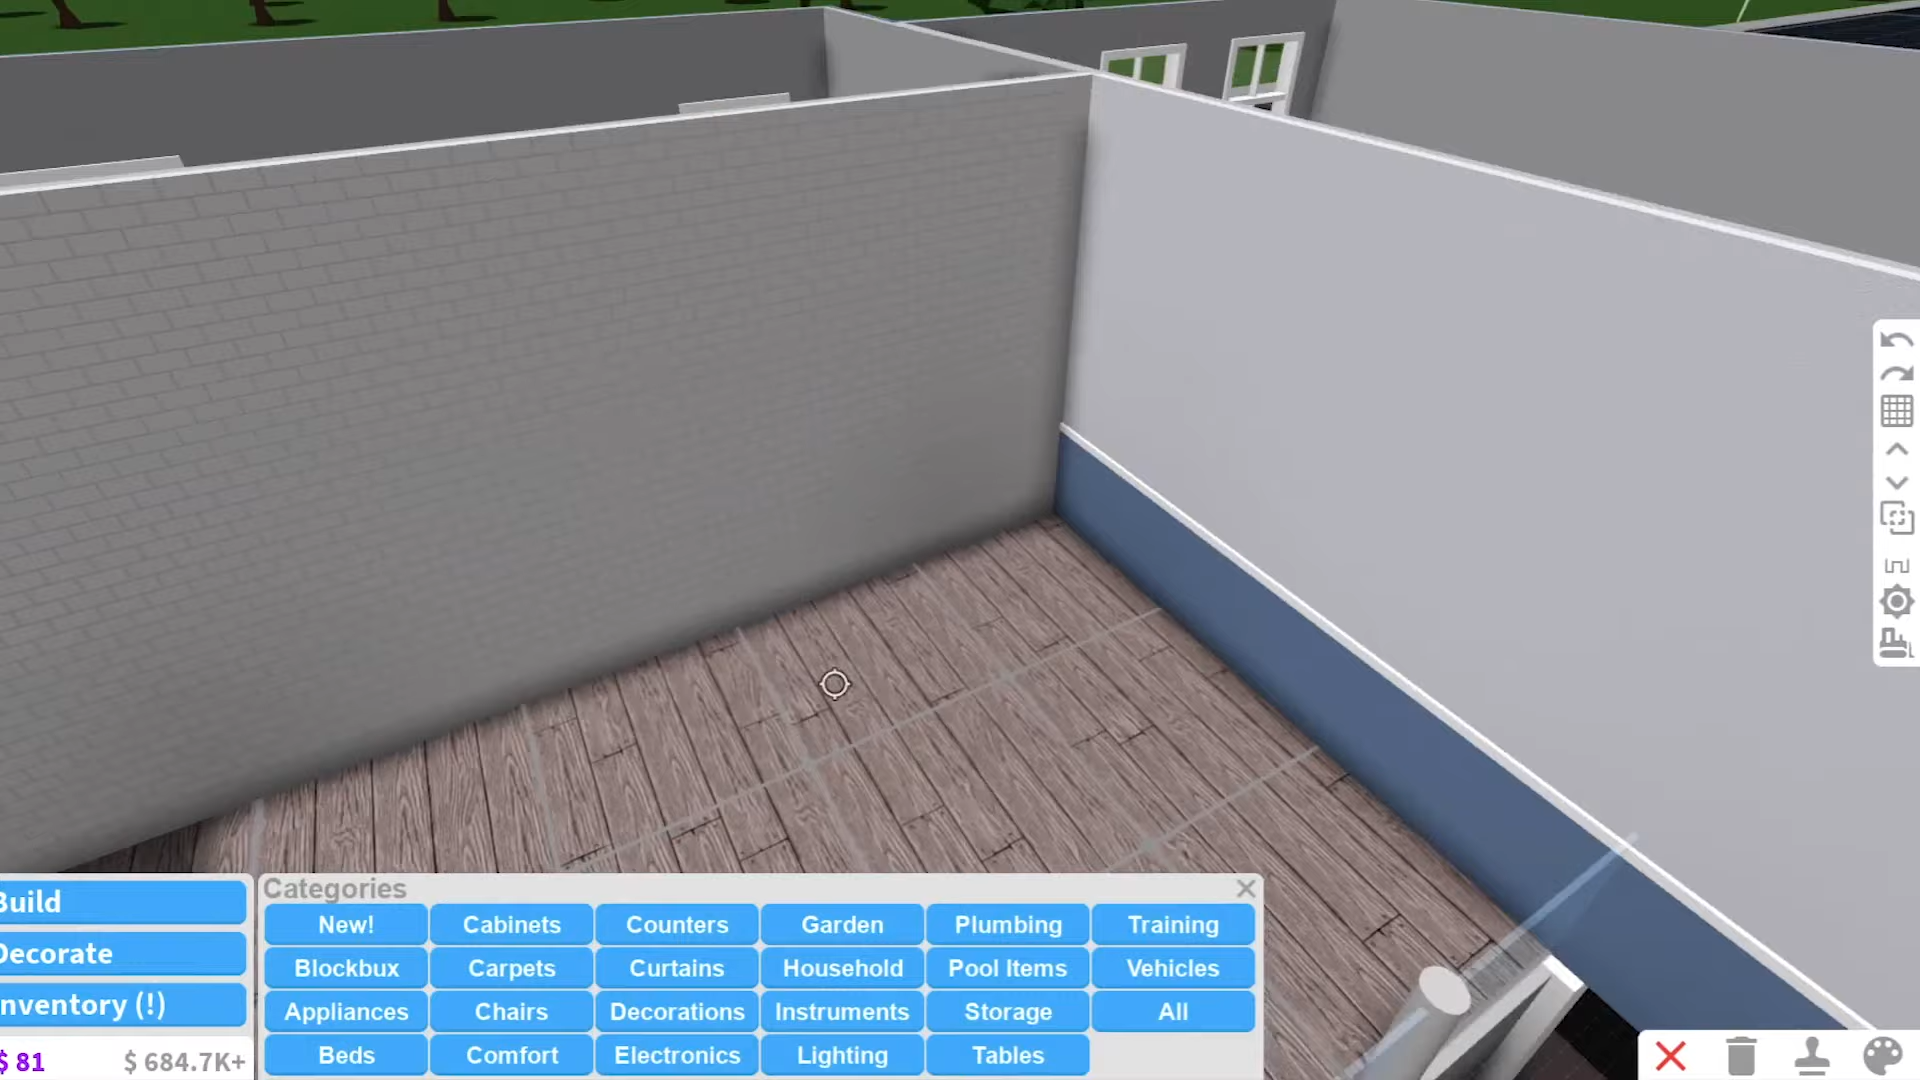 Build
Decorate
Inventory (!)
$ 81 $ 684.7K+
Categories
New! Cabinets Counters Garden Plumbing Training
Blockbux Carpets Curtains Household Pool Items Vehicles
Appliances Chairs Decorations Instruments Storage All
Beds Comfort Electronics Lighting Tables